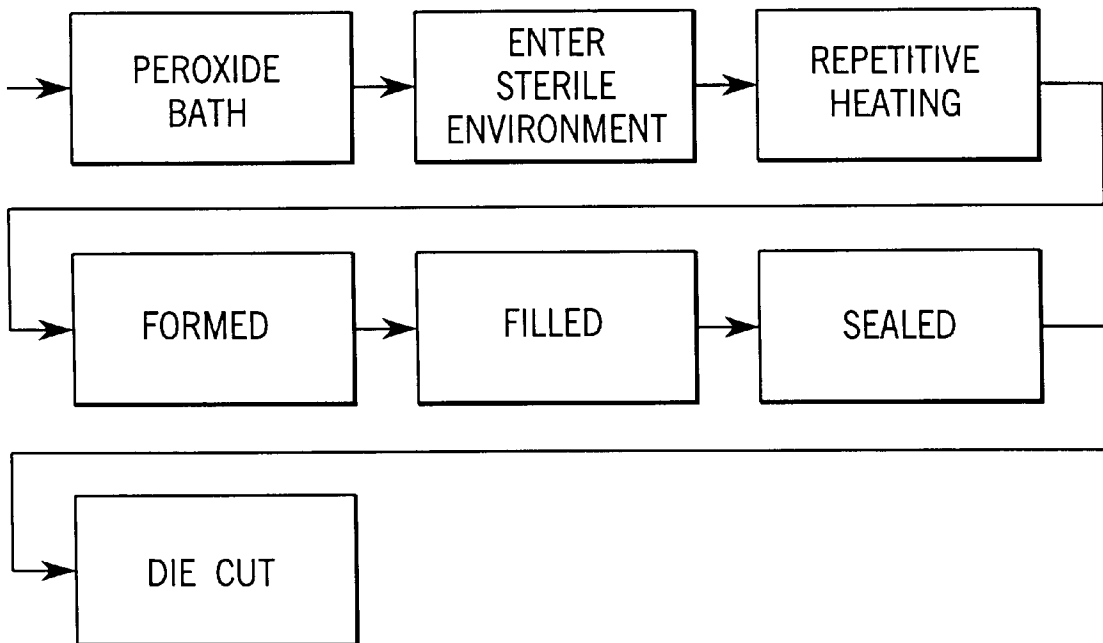 PEROXIDE
BATH
ENTER
STERILE
ENVIRONMENT
REPETITIVE
HEATING
FORMED
FILLED
SEALED
DIE CUT